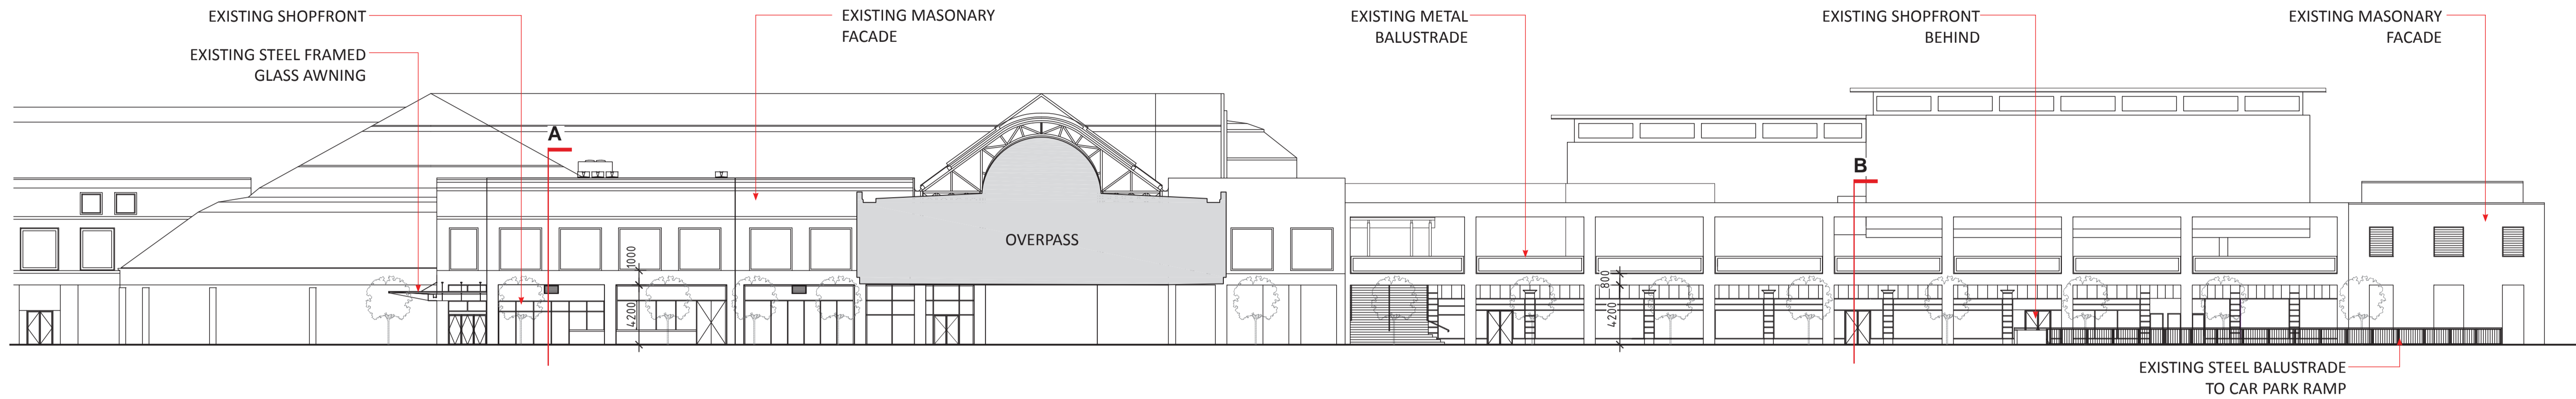 EXISTING SHOPFRONT
EXISTING STEEL FRAMED
GLASS AWNING
EXISTING MASONARY
FACADE
EXISTING METAL
BALUSTRADE
EXISTING SHOPFRONT
BEHIND
EXISTING MASONARY
FACADE
A
B
OVERPASS
1000
4200
800
4200
EXISTING STEEL BALUSTRADE
TO CAR PARK RAMP